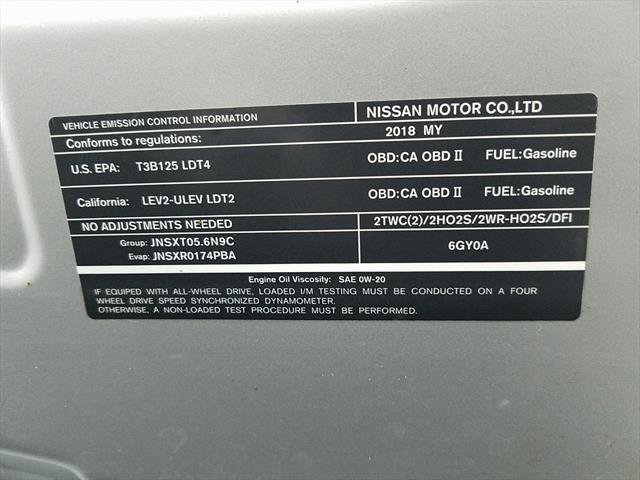 VEHICLE EMISSION CONTROL INFORMATION NISSAN MOTOR CO.,LTD
Conforms to regulations: 2018 MY
U.S. EPA: T3B125 LDT4 OBD:CA OBD II FUEL:Gasoline
California: LEV2-ULEV LDT2 OBD:CA OBD II FUEL:Gasoline
NO ADJUSTMENTS NEEDED 2TWC(2)/2HO2S/2WR-HO2S/DFI
Group: JNSXT05.6N9C 6GY0A
Evap: JNSXR0174PBA
Engine Oil Viscosity: SAE 0W-20
IF EQUIPPED WITH ALL-WHEEL DRIVE, LOADED I/M TESTING MUST BE CONDUCTED ON A FOUR
WHEEL DRIVE SPEED SYNCHRONIZED DYNAMOMETER.
OTHERWISE, A NON-LOADED TEST PROCEDURE MUST BE PERFORMED.